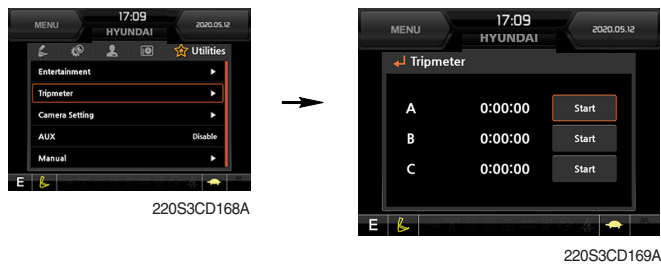 MENU
17:09
HYUNDAI
2020.05.12
Utilities
Entertainment
Tripmeter
Camera Setting
AUX Disable
Manual
E
220S3CD168A
MENU
17:09
HYUNDAI
2020.05.12
Tripmeter
A 0:00:00 Start
B 0:00:00 Start
C 0:00:00 Start
E
220S3CD169A